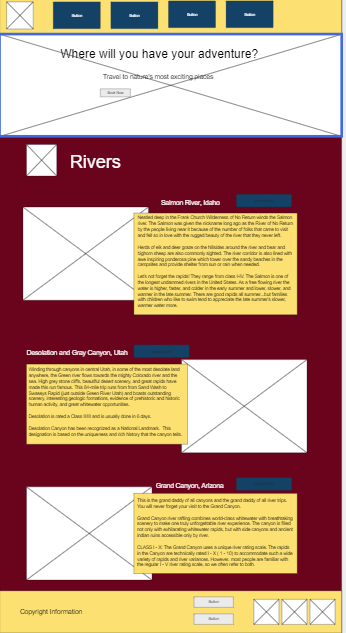 Button Button Button Button
Where will you have your adventure?
Travel to nature's most exciting places
Book Now
Rivers
Salmon River, Idaho
Nestled deep in the Frank Church Wilderness of No Return winds the Salmon
river. The Salmon was given the nickname long ago as the River of No Return
by the people living near it because of the number of folks that came to visit
and fell so in love with the rugged beauty of the river that they never left.
Herds of elk and deer graze on the hillsides around the river and bear and
bighorn sheep are also commonly sighted. The river corridor is also lined with
awe inspiring ponderosa pine which tower over the sandy beaches in the
campsites and provide shelter from sun or rain when needed.
Let's not forget the rapids! They range from class I-IV. The Salmon is one of
the longest undammed rivers in the United States. As a free flowing river the
water is higher, faster, and colder in the early summer and lower, slower, and
warmer in the late summer. There are good rapids all summer...but families
with children who like to swim tend to appreciate the late summer's slower,
warmer water more.
Desolation and Gray Canyon, Utah
Winding through canyons in central Utah, in some of the most desolate land
anywhere, the Green river flows towards the mighty Colorado river and the
sea. High grey stone cliffs, beautiful desert scenery, and great rapids have
made this run famous. This 84-mile trip runs from from Sand Wash to
Swaseys Rapid (just outside Green River Utah) and boasts outstanding
scenery, interesting geologic formations, evidence of prehistoric and historic
human activity, and great whitewater opportunities.
Desolation is rated a Class II/III and is usually done in 6 days.
Desolation Canyon has been recognized as a National Landmark. This
designation is based on the uniqueness and rich history that the canyon tells.
Grand Canyon, Arizona
This is the grand daddy of all canyons and the grand daddy of all river trips.
You will never forget your visit to the Grand Canyon.
Grand Canyon river rafting combines world-class whitewater with breathtaking
scenery to make one truly unforgettable river experience. The canyon is filled
not only with exhilarating whitewater rapids, but with side canyons and ancient
indian ruins accessible only by river.
CLASS I - X: The Grand Canyon uses a unique river rating scale. The rapids
in the Canyon are technically rated I - X ( 1 - 10) to accommodate such a wide
variety of rapids and river variances. However, most people are familiar with
the regular I – V river rating scale, so we often refer to both.
Button
Copyright Information
Button